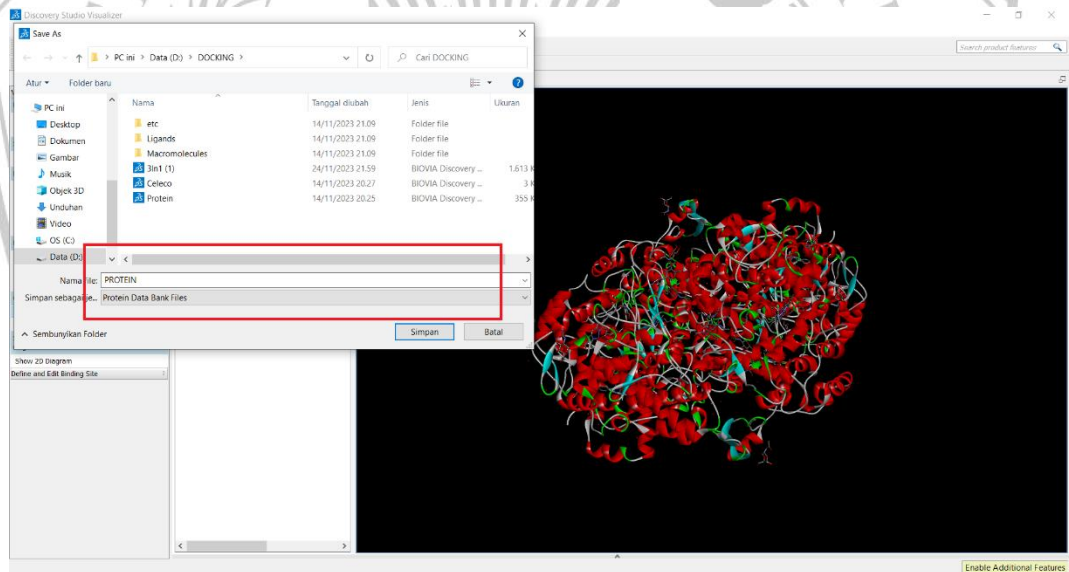 Discovery Studio Visualizer
Save As
PC ini > Data (D:) > DOCKING >
Cari DOCKING
Search product features
Atur
Folder baru
Nama Tanggal diubah Jenis Ukuran
PC ini
Desktop
Dokumen
Gambar
Musik
Objek 3D
Unduhan
Video
OS (C:)
Data (D:)
etc 14/11/2023 21.09 Folder file
Ligands 14/11/2023 21.09 Folder file
Macromolecules 14/11/2023 21.09 Folder file
3ln1 (1) 24/11/2023 21.59 BIOVIA Discovery ... 1.613 K
Celeco 14/11/2023 20.27 BIOVIA Discovery ... 3 K
Protein 14/11/2023 20.25 BIOVIA Discovery ... 355 K
Nama file: PROTEIN
Simpan sebagai je... Protein Data Bank Files
Sembunyikan Folder
Simpan
Batal
Show 2D Diagram
Define and Edit Binding Site
Enable Additional Features